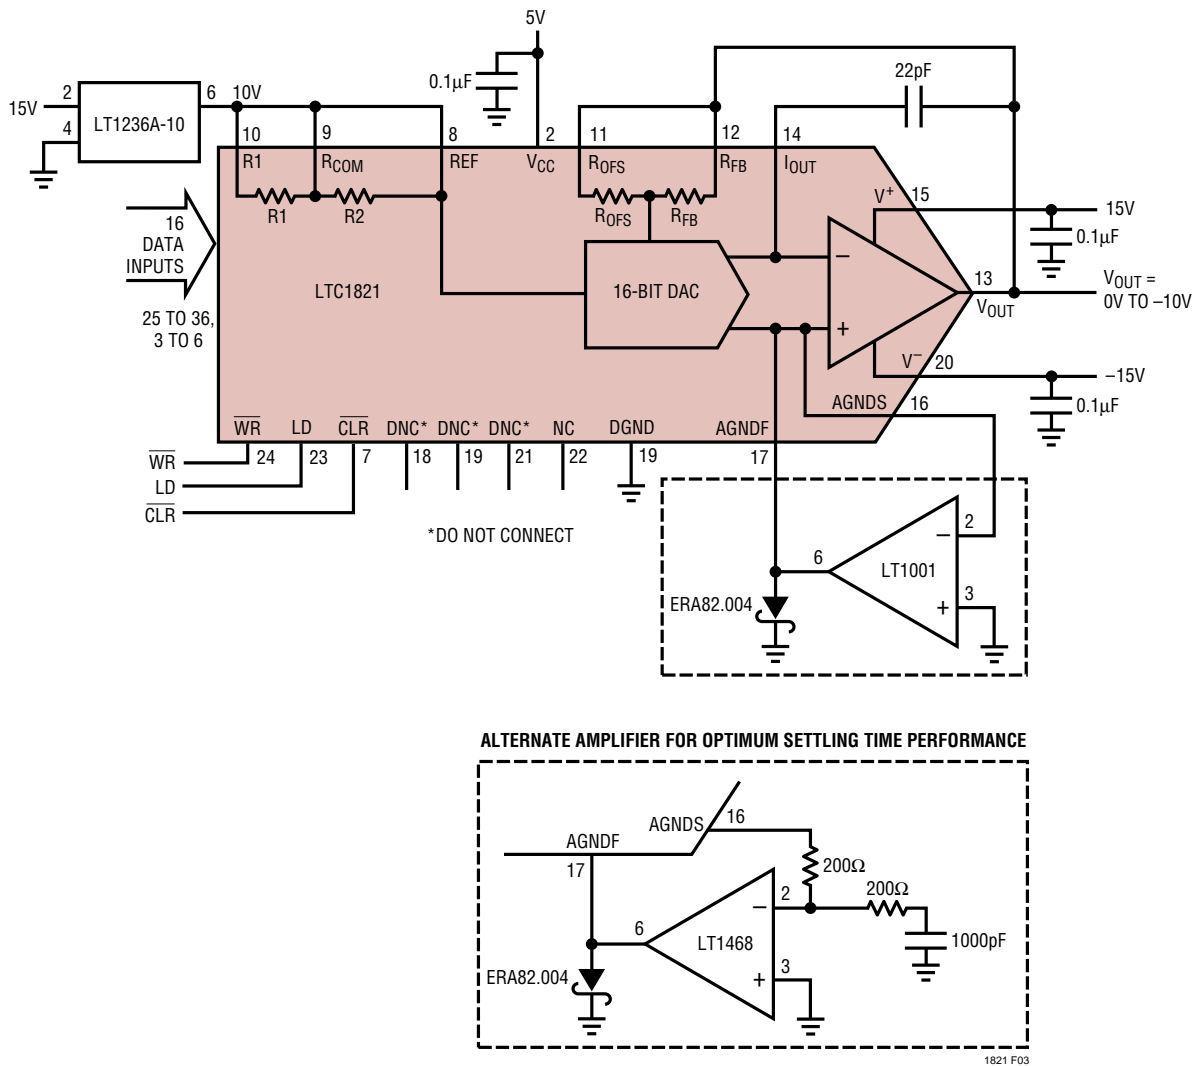 5V
0.1µF
22pF
15V
2
4
LT1236A-10
6
10V
10
9
8
2
11
12
14
R1
RCOM
REF
VCC
ROFS
RFB
IOUT
R1
R2
ROFS
RFB
V+
15
15V
0.1µF
16
DATA
INPUTS
25 TO 36,
3 TO 6
LTC1821
16-BIT DAC
–
+
13
VOUT
VOUT =
0V TO –10V
V–
20
–15V
0.1µF
AGNDS
16
WR
LD
CLR
DNC*
DNC*
DNC*
NC
DGND
AGNDF
24
23
7
18
19
21
22
19
17
WR
LD
CLR
*DO NOT CONNECT
2
–
6
LT1001
ERA82.004
3
+
ALTERNATE AMPLIFIER FOR OPTIMUM SETTLING TIME PERFORMANCE
16
AGNDS
AGNDF
17
200Ω
200Ω
2
–
6
LT1468
1000pF
ERA82.004
3
+
1821 F03